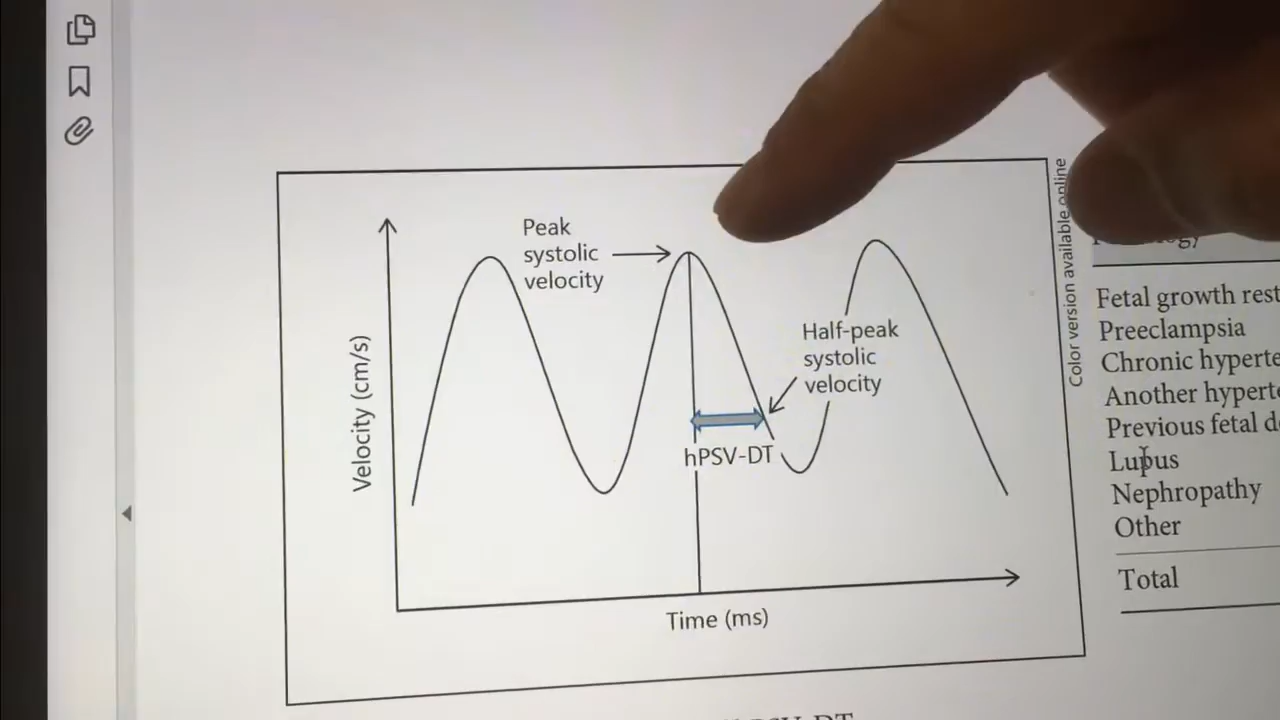 Peak
systolic
velocity
Half-peak
systolic
velocity
hPSV-DT
Velocity (cm/s)
Time (ms)
Color version available online
Fetal growth rest
Preeclampsia
Chronic hyperte
Another hyperte
Previous fetal d
Lupus
Nephropathy
Other
Total